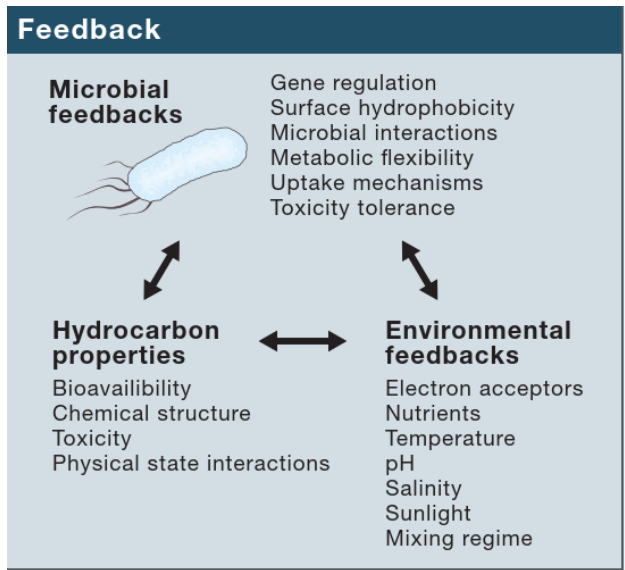 Feedback
Microbial
feedbacks
Gene regulation
Surface hydrophobicity
Microbial interactions
Metabolic flexibility
Uptake mechanisms
Toxicity tolerance
Hydrocarbon
properties
Bioavailibility
Chemical structure
Toxicity
Physical state interactions
Environmental
feedbacks
Electron acceptors
Nutrients
Temperature
pH
Salinity
Sunlight
Mixing regime